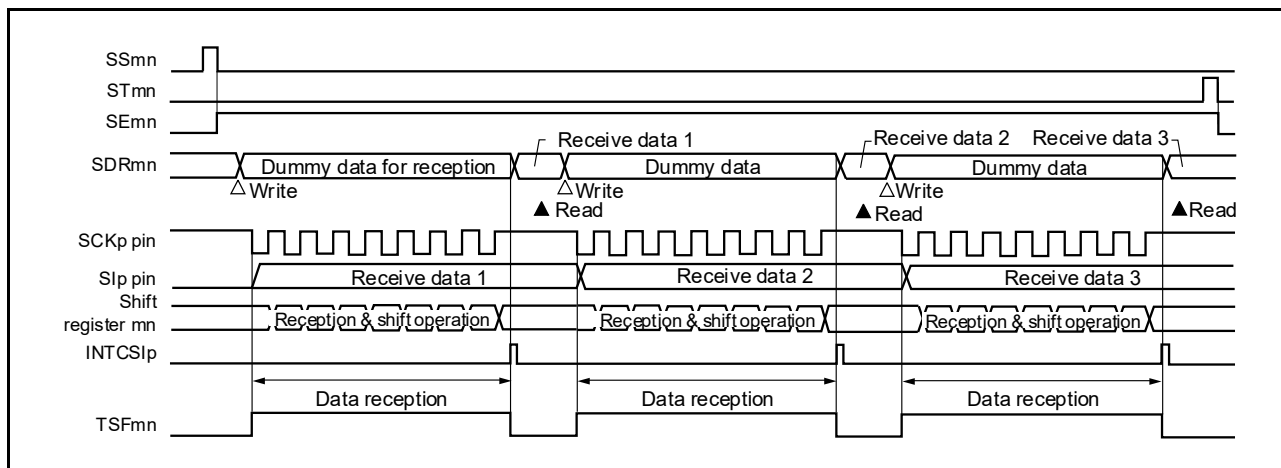 SSmn
STmn
SEmn
Receive data 1
Receive data 2
Receive data 3
SDRmn
Dummy data for reception
Dummy data
Dummy data
△Write
△Write
△Write
▲Read
▲Read
▲Read
SCKp pin
SIp pin
Receive data 1
Receive data 2
Receive data 3
Shift
register mn
Reception & shift operation
Reception & shift operation
Reception & shift operation
INTCSIp
Data reception
Data reception
Data reception
TSFmn